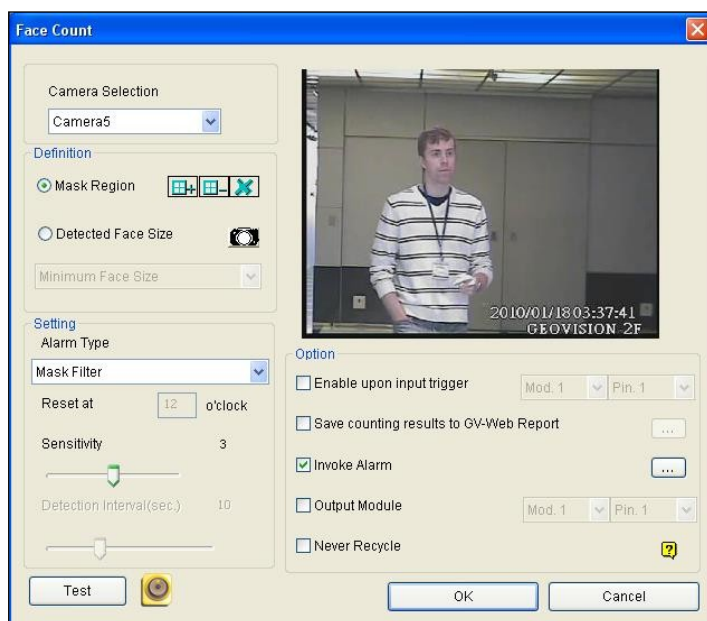 Face Count
Camera Selection
Camera5
Definition
Mask Region
Detected Face Size
Minimum Face Size
Setting
Alarm Type
Mask Filter
Reset at 12 o'clock
Sensitivity 3
Detection Interval(sec.) 10
Test
2010/01/18 03:37:41
GEOVISION 2F
Option
Enable upon input trigger Mod. 1 Pin. 1
Save counting results to GV-Web Report ...
Invoke Alarm ...
Output Module Mod. 1 Pin. 1
Never Recycle ?
OK Cancel